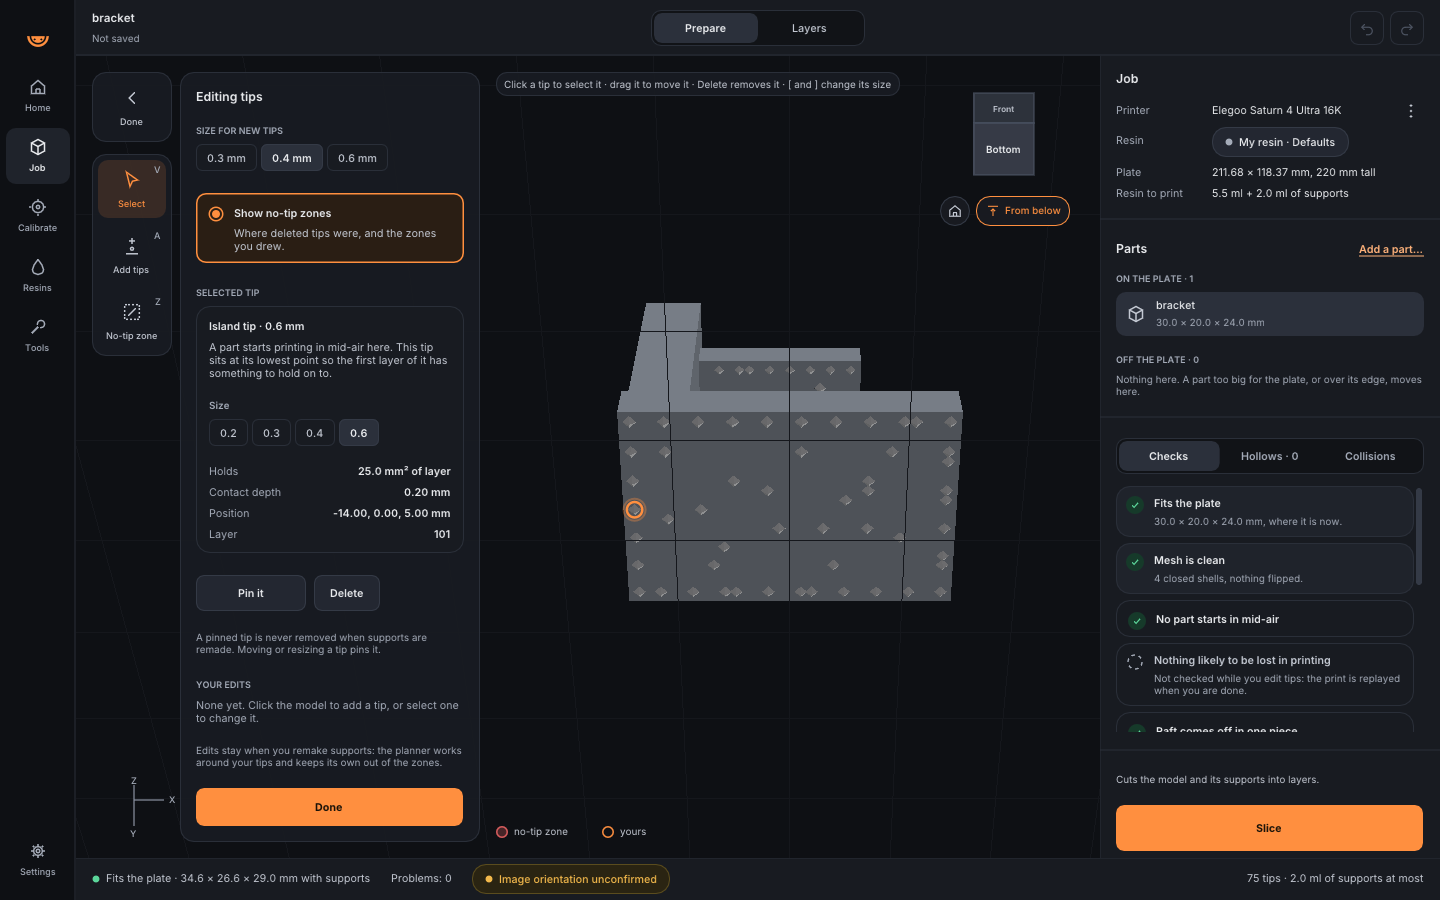 bracket
Not saved
Prepare
Layers
Home
Job
Calibrate
Resins
Tools
Settings
Done
V
Select
A
Add tips
Z
No-tip zone
Editing tips
SIZE FOR NEW TIPS
0.3 mm
0.4 mm
0.6 mm
Show no-tip zones
Where deleted tips were, and the zones
you drew.
SELECTED TIP
Island tip · 0.6 mm
A part starts printing in mid-air here. This tip
sits at its lowest point so the first layer of it has
something to hold on to.
Size
0.2
0.3
0.4
0.6
Holds 25.0 mm² of layer
Contact depth 0.20 mm
Position -14.00, 0.00, 5.00 mm
Layer 101
Pin it
Delete
A pinned tip is never removed when supports are
remade. Moving or resizing a tip pins it.
YOUR EDITS
None yet. Click the model to add a tip, or select one
to change it.
Edits stay when you remake supports: the planner works
around your tips and keeps its own out of the zones.
Done
Z
X
Y
Click a tip to select it · drag it to move it · Delete removes it · [ and ] change its size
Front
Bottom
From below
no-tip zone
yours
Job
Printer Elegoo Saturn 4 Ultra 16K
Resin My resin · Defaults
Plate 211.68 × 118.37 mm, 220 mm tall
Resin to print 5.5 ml + 2.0 ml of supports
Parts
Add a part...
ON THE PLATE · 1
bracket
30.0 × 20.0 × 24.0 mm
OFF THE PLATE · 0
Nothing here. A part too big for the plate, or over its edge, moves
here.
Checks
Hollows · 0
Collisions
Fits the plate
30.0 × 20.0 × 24.0 mm, where it is now.
Mesh is clean
4 closed shells, nothing flipped.
No part starts in mid-air
Nothing likely to be lost in printing
Not checked while you edit tips: the print is replayed
when you are done.
Raft comes off in one piece
Cuts the model and its supports into layers.
Slice
Fits the plate · 34.6 × 26.6 × 29.0 mm with supports
Problems: 0
Image orientation unconfirmed
75 tips · 2.0 ml of supports at most